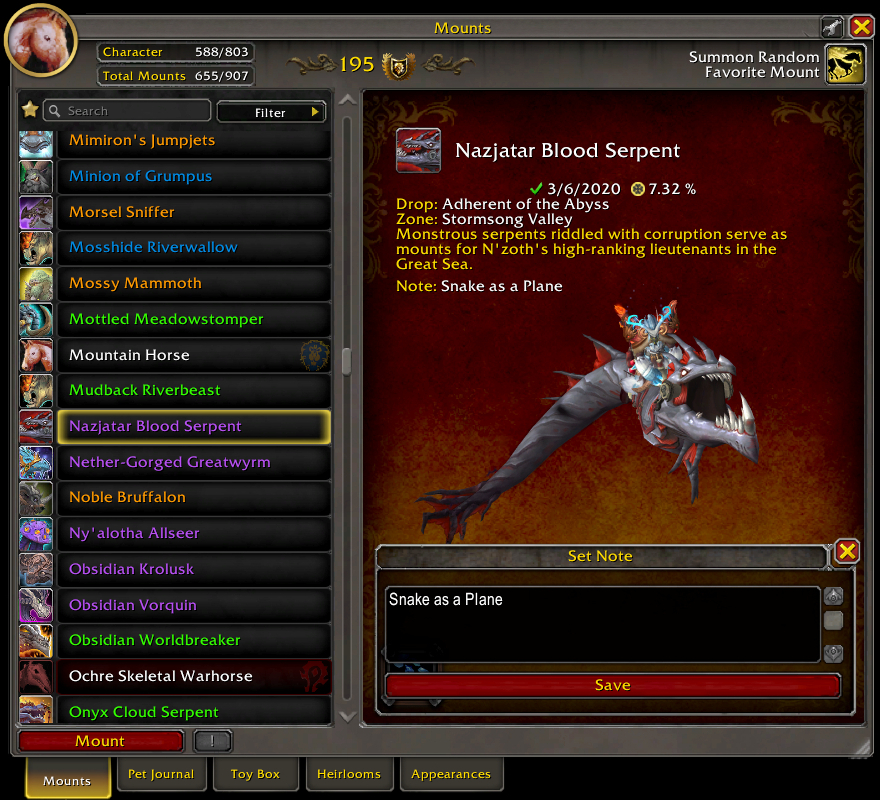 Mounts
Character 588/803
Total Mounts 655/907
195
Summon Random
Favorite Mount
Search
Filter
Mimiron's Jumpjets
Minion of Grumpus
Morsel Sniffer
Mosshide Riverwallow
Mossy Mammoth
Mottled Meadowstomper
Mountain Horse
Mudback Riverbeast
Nazjatar Blood Serpent
Nether-Gorged Greatwyrm
Noble Bruffalon
Ny'alotha Allseer
Obsidian Krolusk
Obsidian Vorquin
Obsidian Worldbreaker
Ochre Skeletal Warhorse
Onyx Cloud Serpent
Nazjatar Blood Serpent
3/6/2020 7.32 %
Drop: Adherent of the Abyss
Zone: Stormsong Valley
Monstrous serpents riddled with corruption serve as
mounts for N'zoth's high-ranking lieutenants in the
Great Sea.
Note: Snake as a Plane
Set Note
Snake as a Plane
Save
Mount
!
Mounts
Pet Journal
Toy Box
Heirlooms
Appearances